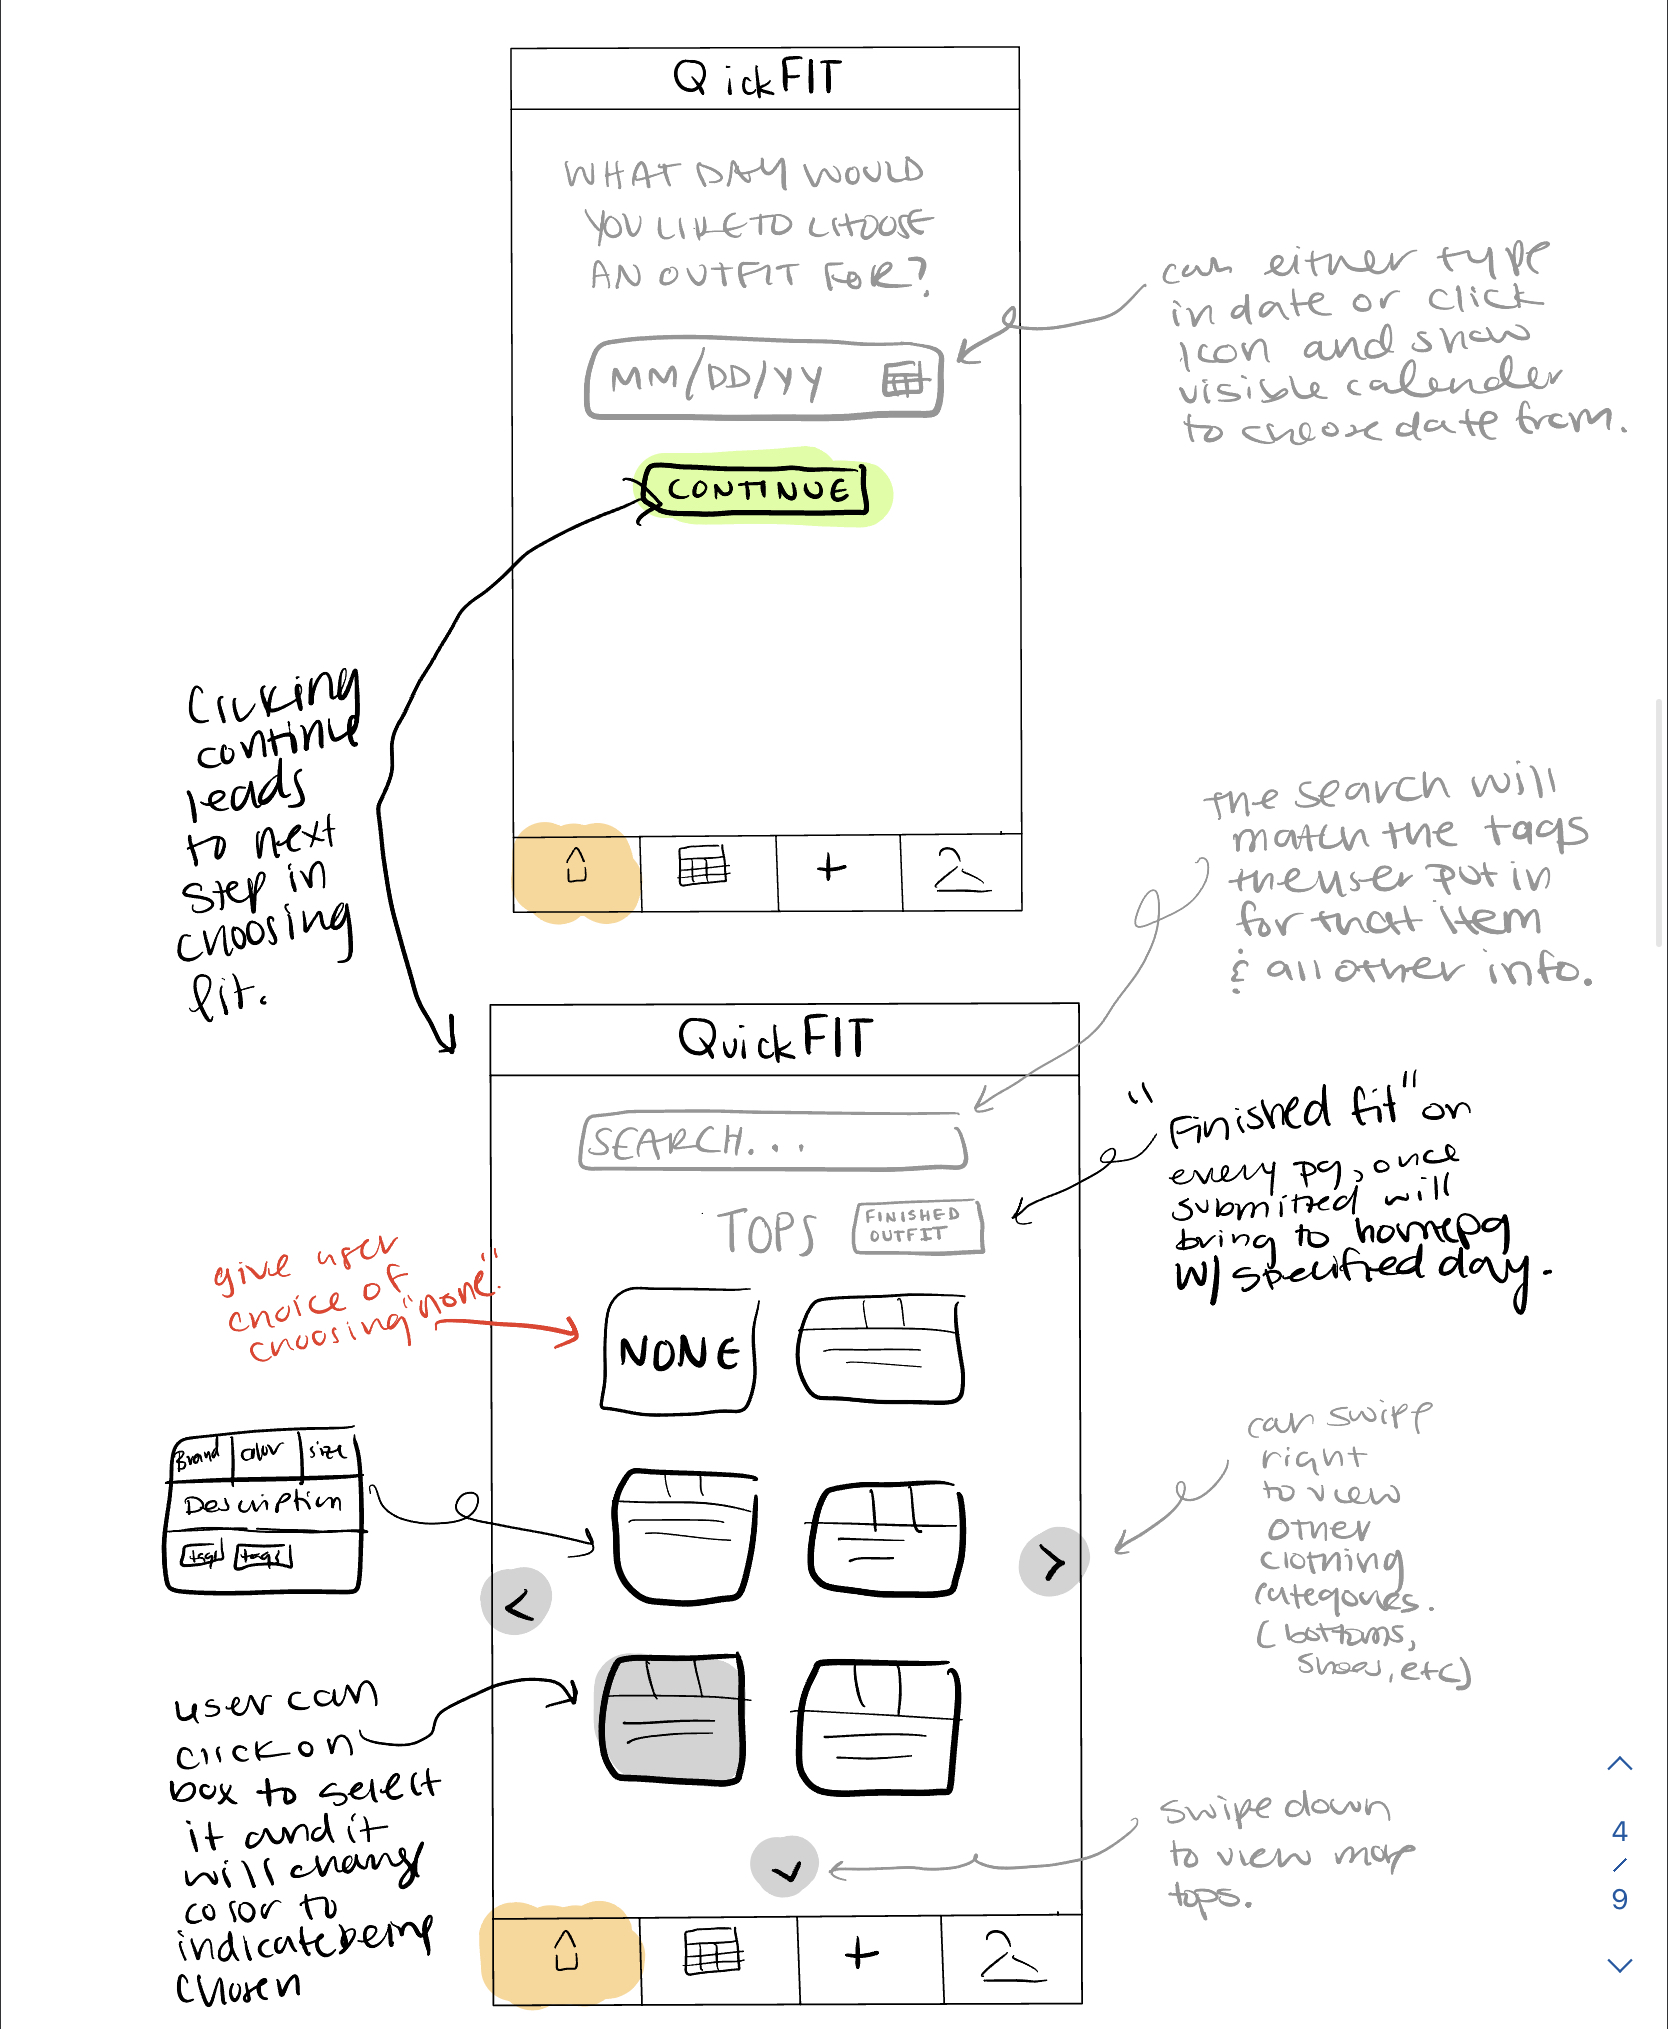 QickFIT
WHAT DAY WOULD
YOU LIKE TO CHOOSE
AN OUTFIT FOR?
MM/DD/YY
CONTINUE
can either type
in date or click
icon and show
visible calender
to choose date from.
Clicking
continue
leads
to next
step in
choosing
fit.
the search will
match the tags
the user put in
for that item
& all other info.
QuickFIT
SEARCH...
TOPS
FINISHED
OUTFIT
"Finished fit" on
every pg, once
submitted will
bring to homepg
w/ specified day.
give user
choice of
choosing "none".
NONE
Brand color size
Description
tags tags
<
>
can swipe
right
to view
other
clothing
categories.
(bottoms,
shoes, etc)
user can
click on
box to select
it and it
will change
color to
indicate being
chosen
swipe down
to view more
tops.
+
+
4
/
9